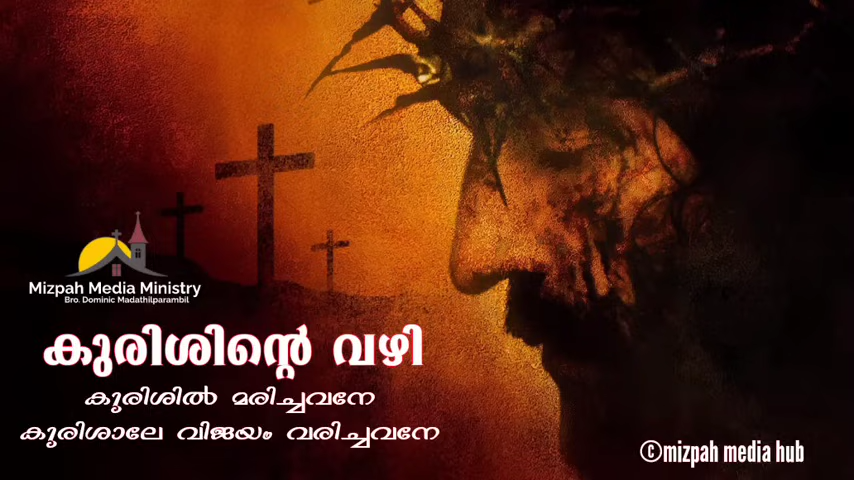 Mizpah Media Ministry
Bro. Dominic Madathilparambil
കുരിശിന്റെ വഴി
കുരിശിൽ മരിച്ചവനേ
കുരിശാലേ വിജയം വരിച്ചവനേ
©mizpah media hub